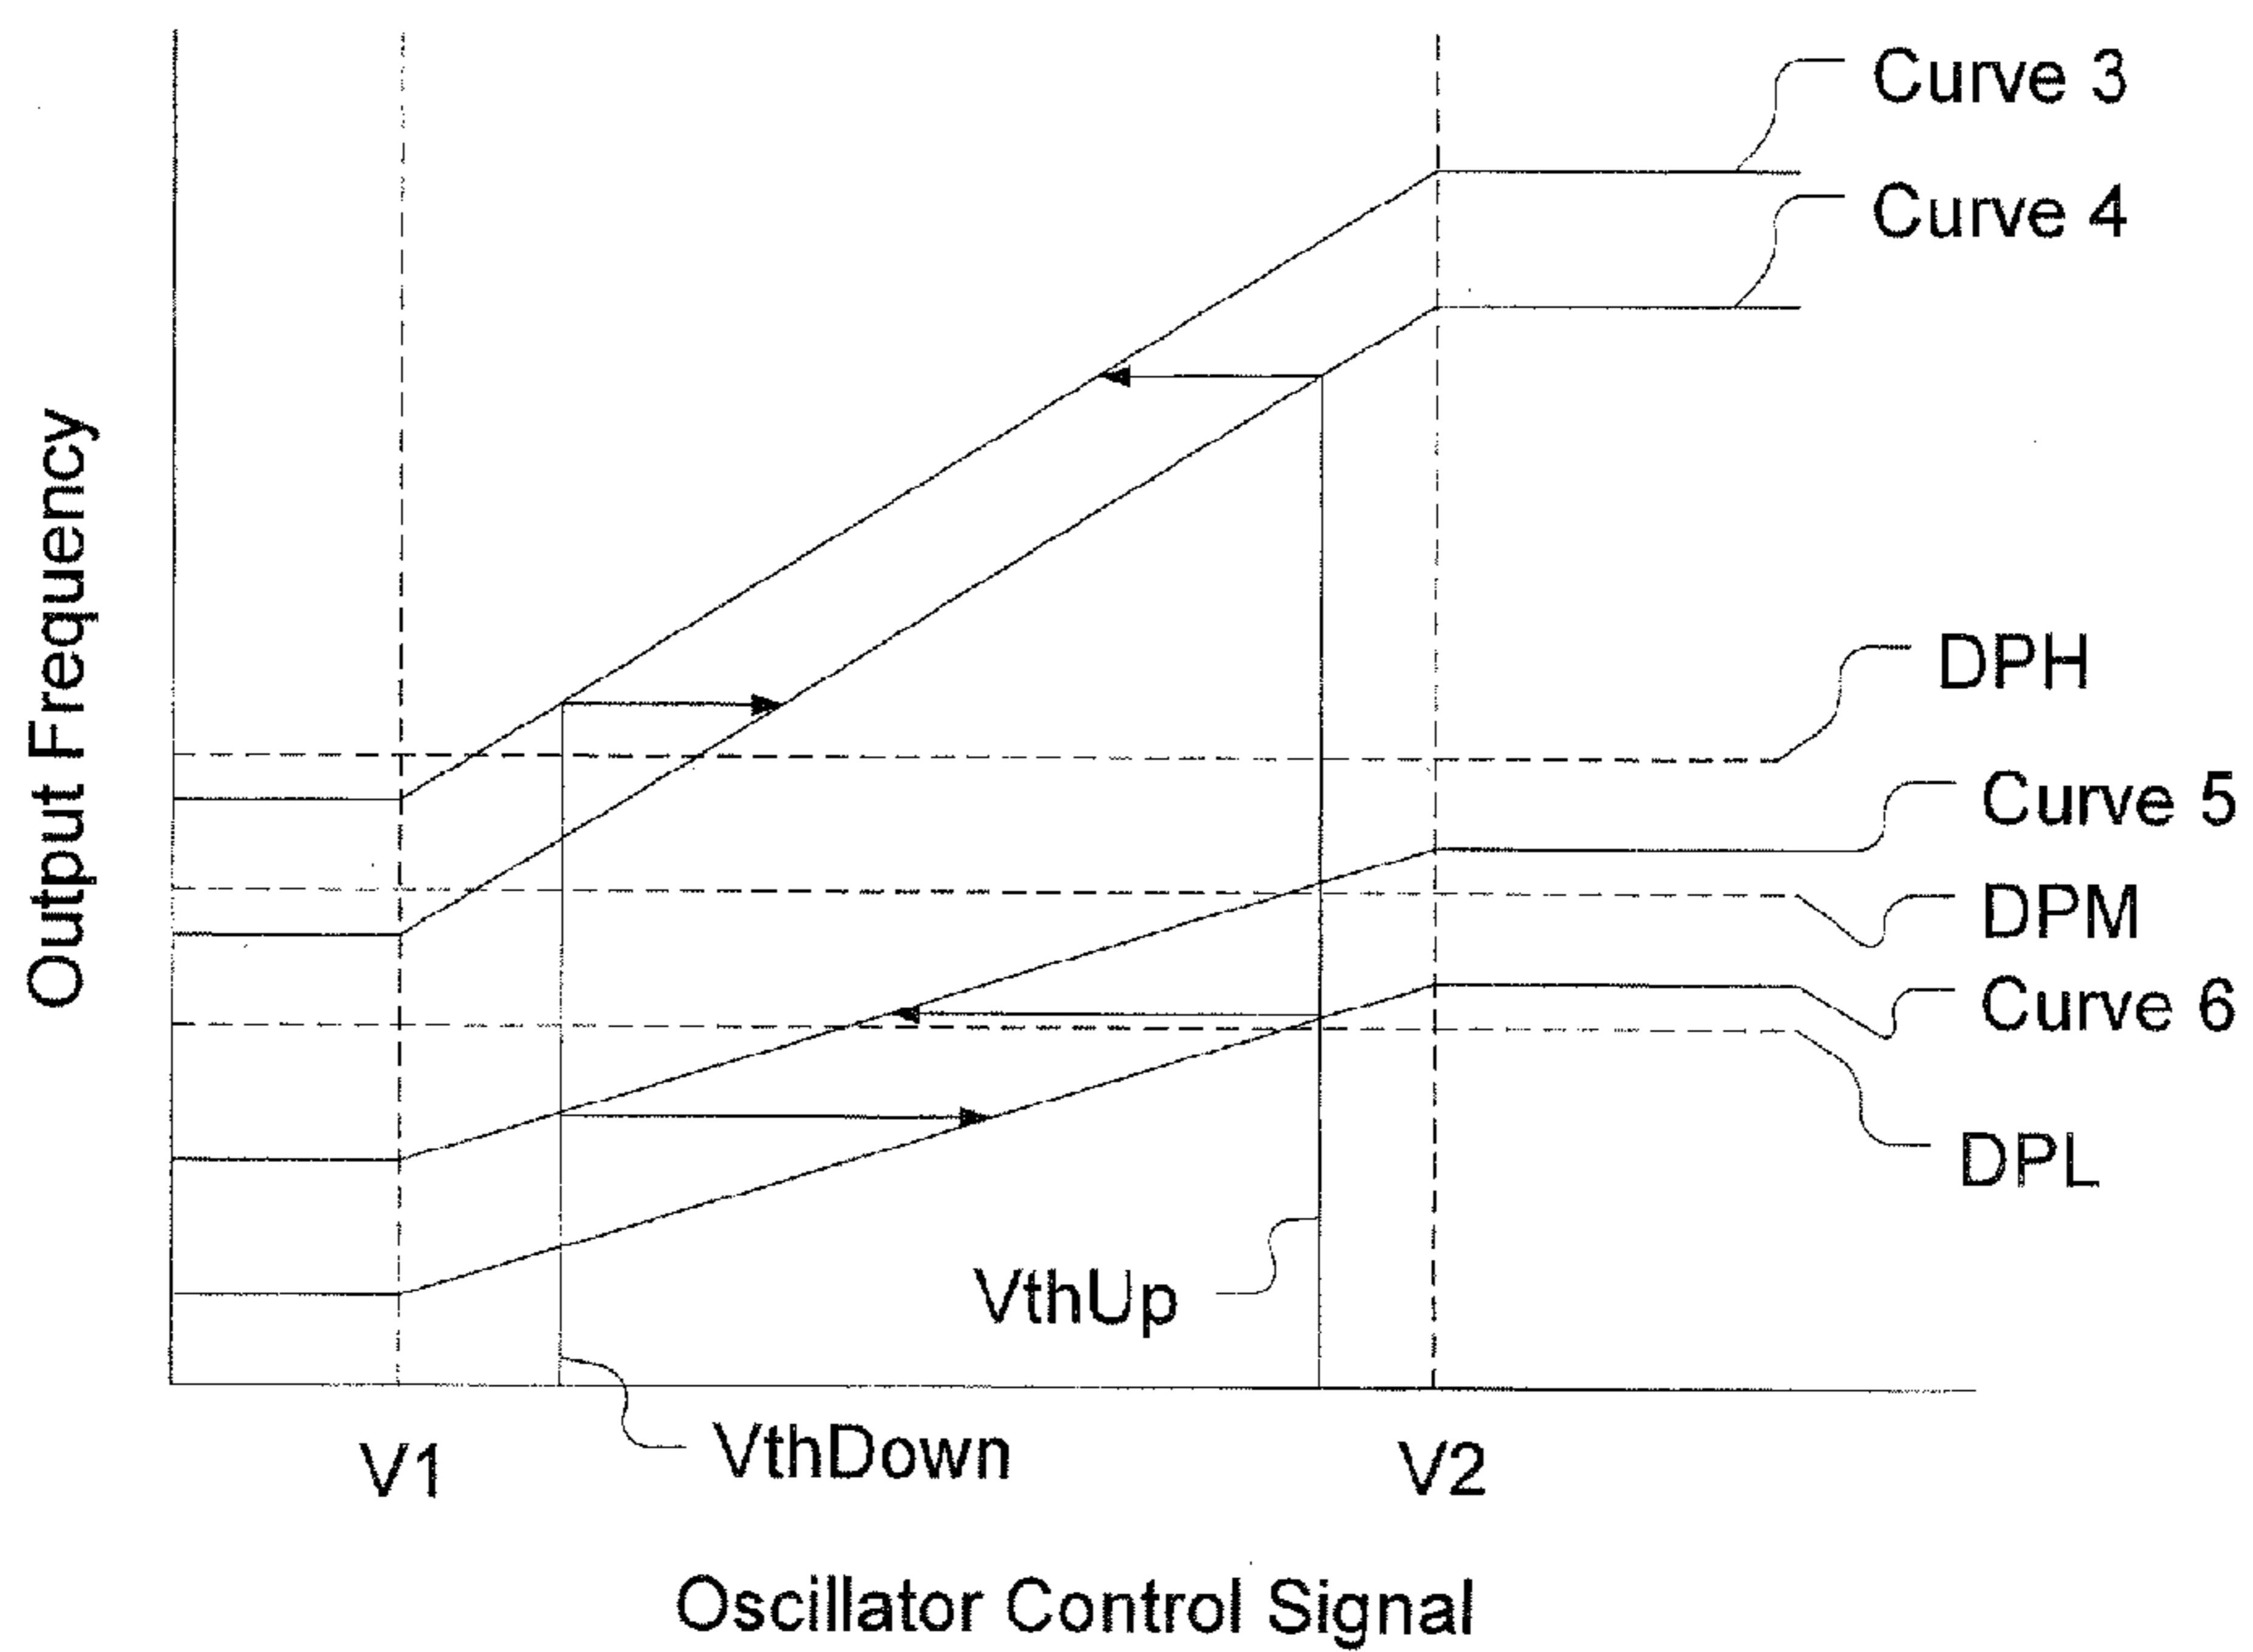 Curve 3
Curve 4
Output Frequency
DPH
Curve 5
DPM
Curve 6
DPL
VthUp
VthDown
V1
V2
Oscillator Control Signal